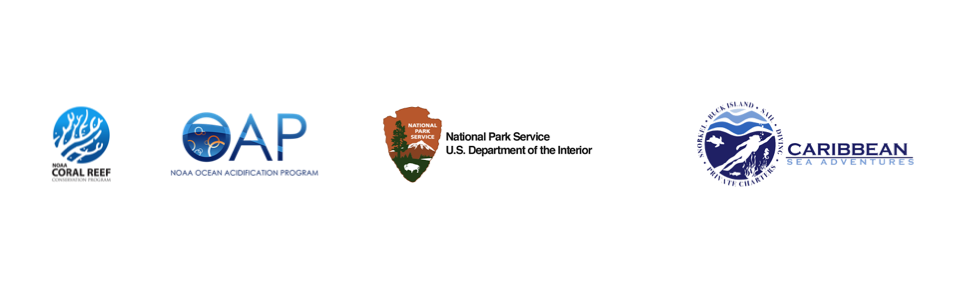 NOAA
CORAL REEF
CONSERVATION PROGRAM
OAP
NOAA OCEAN ACIDIFICATION PROGRAM
NATIONAL
PARK
SERVICE
National Park Service
U.S. Department of the Interior
SNORKEL • BUCK ISLAND • SAIL • DIVING • PRIVATE CHARTERS •
CARIBBEAN
SEA ADVENTURES